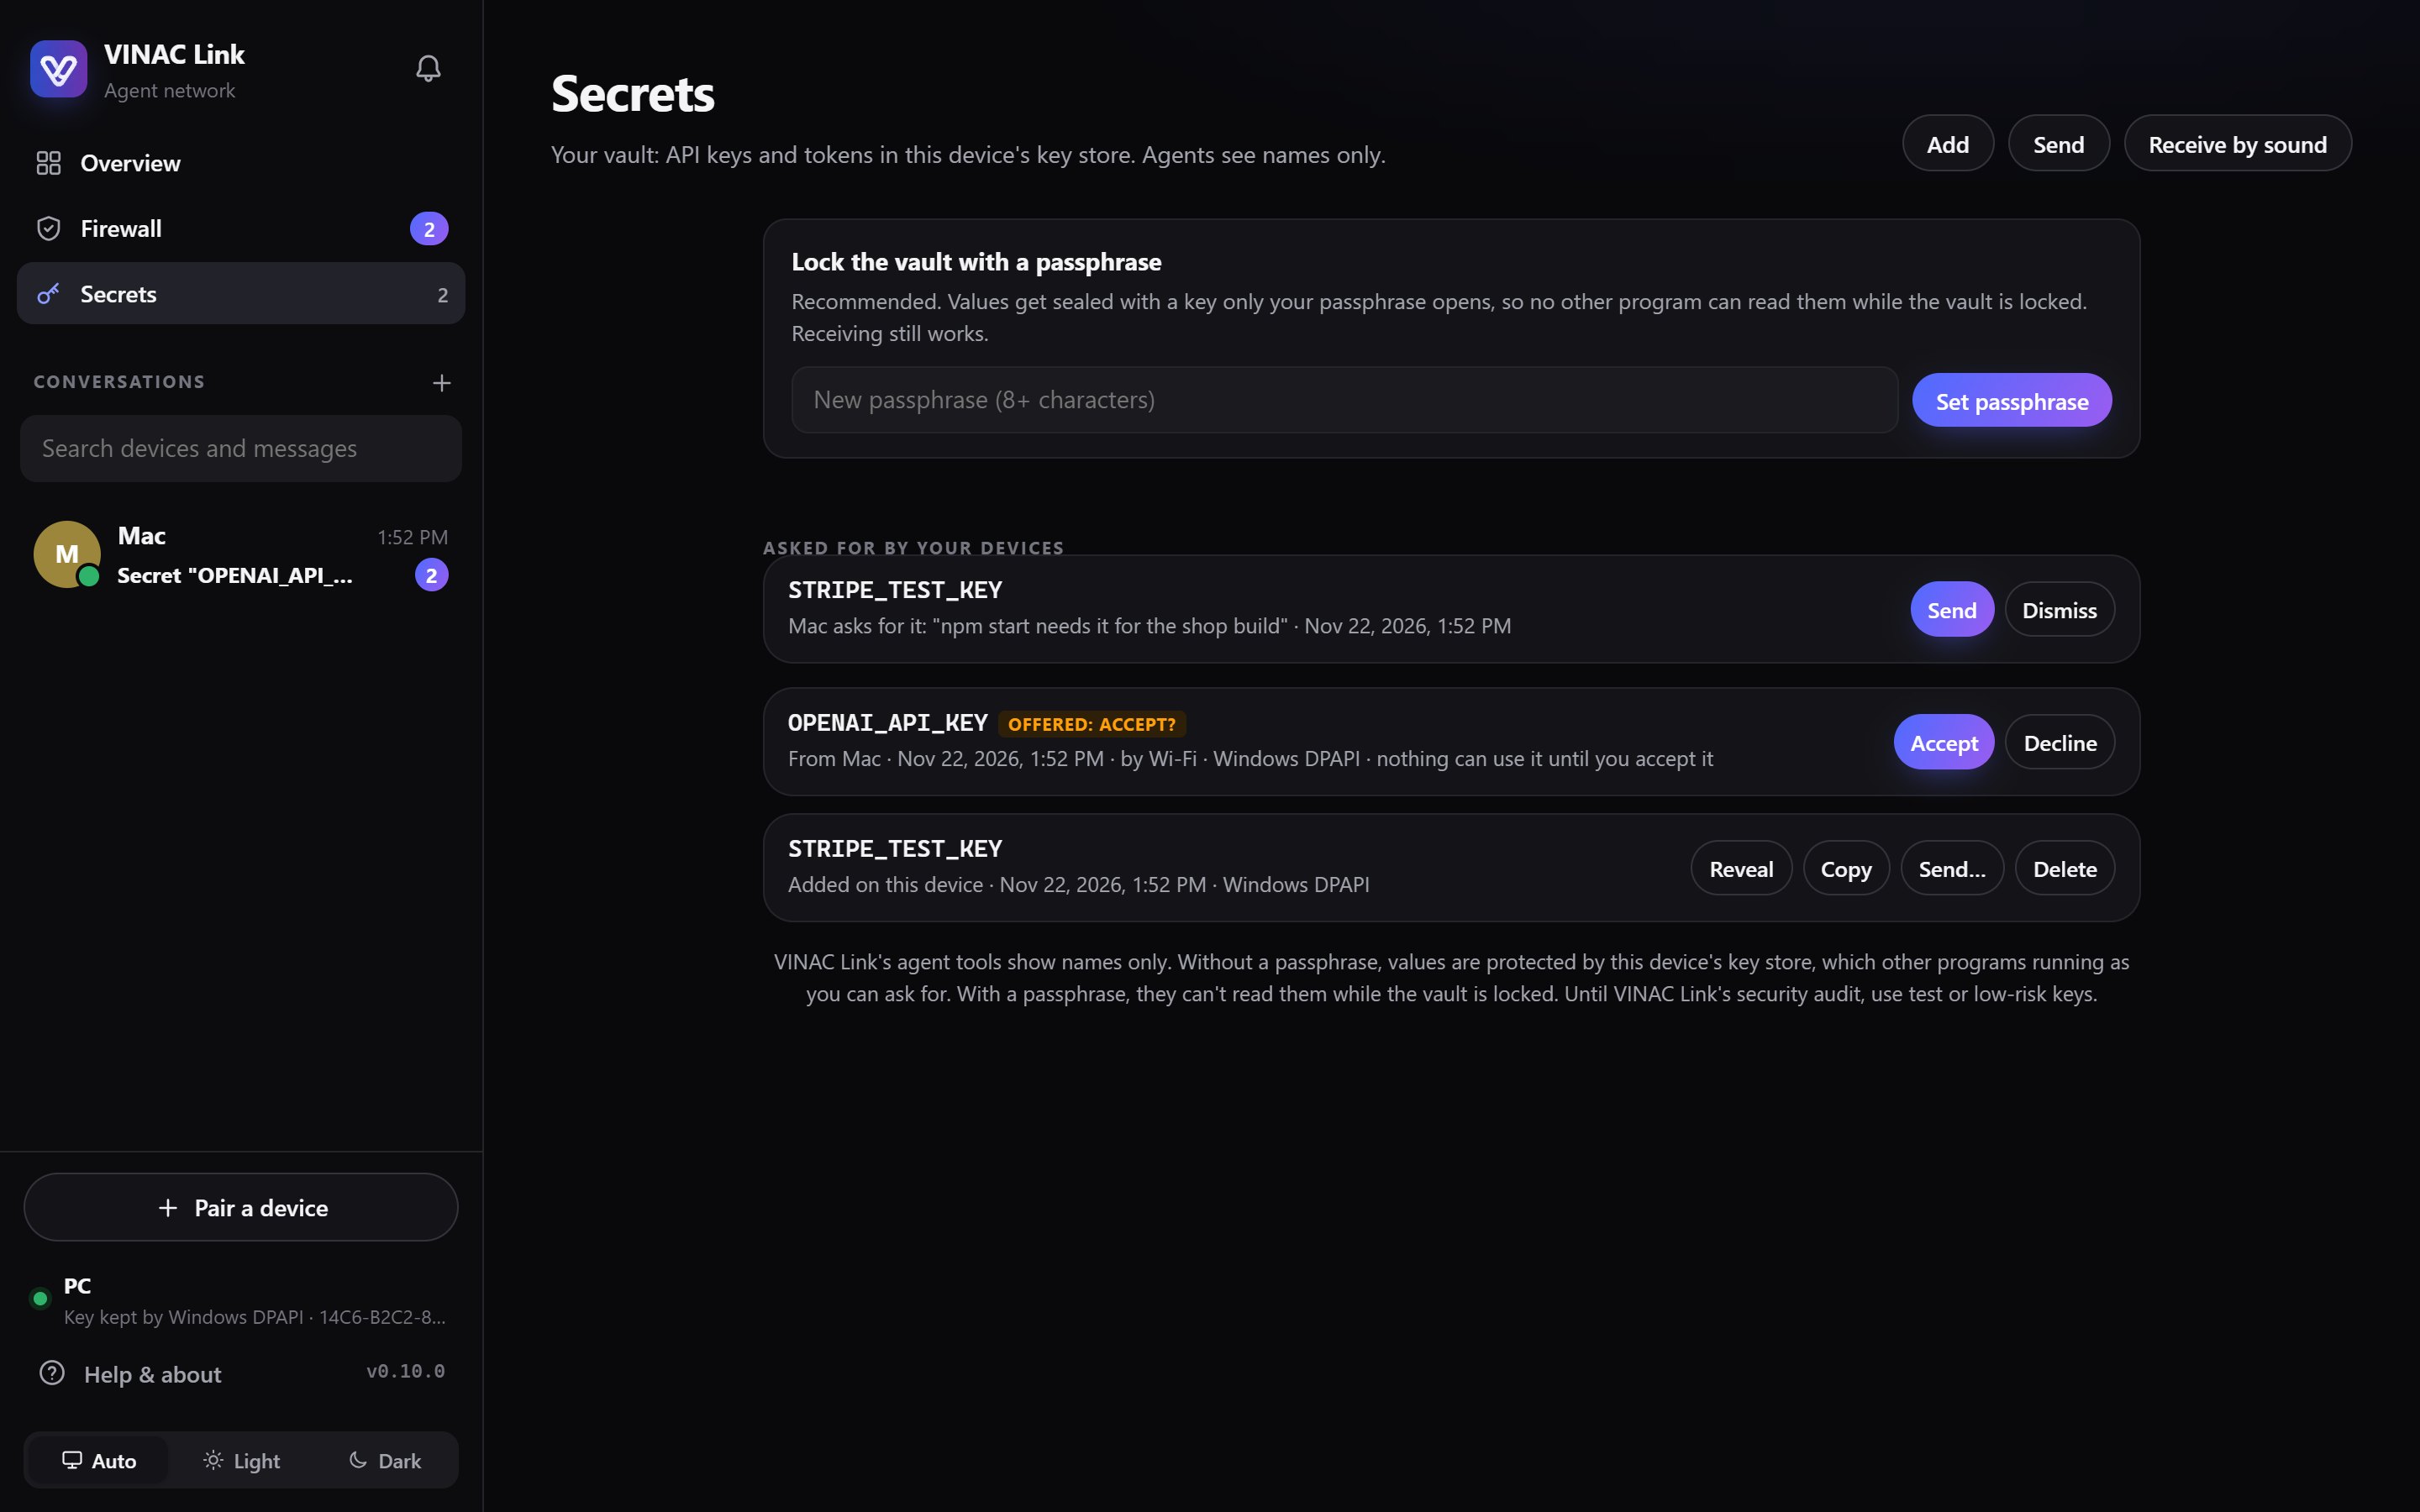 VINAC Link
Agent network
Overview
Firewall 2
Secrets 2
CONVERSATIONS
Search devices and messages
M
Mac 1:52 PM
Secret "OPENAI_API_... 2
Pair a device
PC
Key kept by Windows DPAPI · 14C6-B2C2-8...
Help & about v0.10.0
Auto Light Dark
Secrets
Your vault: API keys and tokens in this device's key store. Agents see names only.
Add Send Receive by sound
Lock the vault with a passphrase
Recommended. Values get sealed with a key only your passphrase opens, so no other program can read them while the vault is locked.
Receiving still works.
New passphrase (8+ characters) Set passphrase
ASKED FOR BY YOUR DEVICES
STRIPE_TEST_KEY
Mac asks for it: "npm start needs it for the shop build" · Nov 22, 2026, 1:52 PM
Send Dismiss
OPENAI_API_KEY OFFERED: ACCEPT?
From Mac · Nov 22, 2026, 1:52 PM · by Wi-Fi · Windows DPAPI · nothing can use it until you accept it
Accept Decline
STRIPE_TEST_KEY
Added on this device · Nov 22, 2026, 1:52 PM · Windows DPAPI
Reveal Copy Send... Delete
VINAC Link's agent tools show names only. Without a passphrase, values are protected by this device's key store, which other programs running as
you can ask for. With a passphrase, they can't read them while the vault is locked. Until VINAC Link's security audit, use test or low-risk keys.